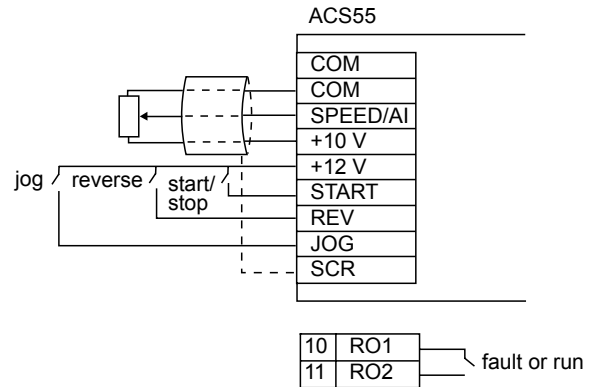 ACS55
COM
COM
SPEED/AI
+10 V
+12 V
jog reverse start/
stop
START
REV
JOG
SCR
10 RO1
11 RO2
fault or run